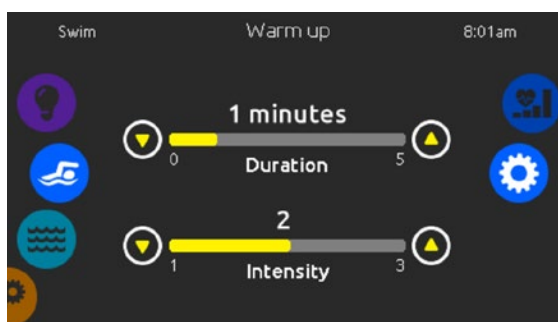 Swim Warm up 8:01am
1 minutes
0 Duration 5
2
1 Intensity 3